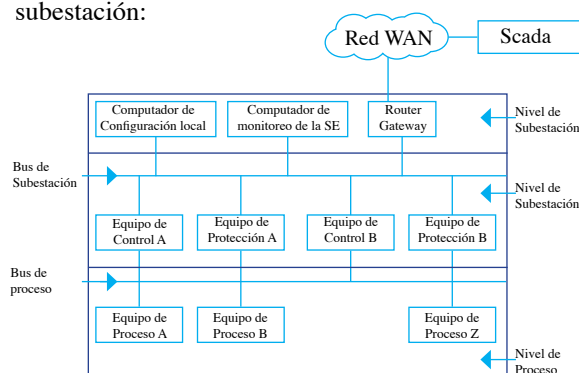 subestación:
Red WAN
Scada
Computador de
Configuración local
Computador de
monitoreo de la SE
Router
Gateway
Nivel de
Subestación
Bus de
Subestación
Nivel de
Subestación
Equipo de
Control A
Equipo de
Protección A
Equipo de
Control B
Equipo de
Protección B
Bus de
proceso
Equipo de
Proceso A
Equipo de
Proceso B
Equipo de
Proceso Z
Nivel de
Proceso